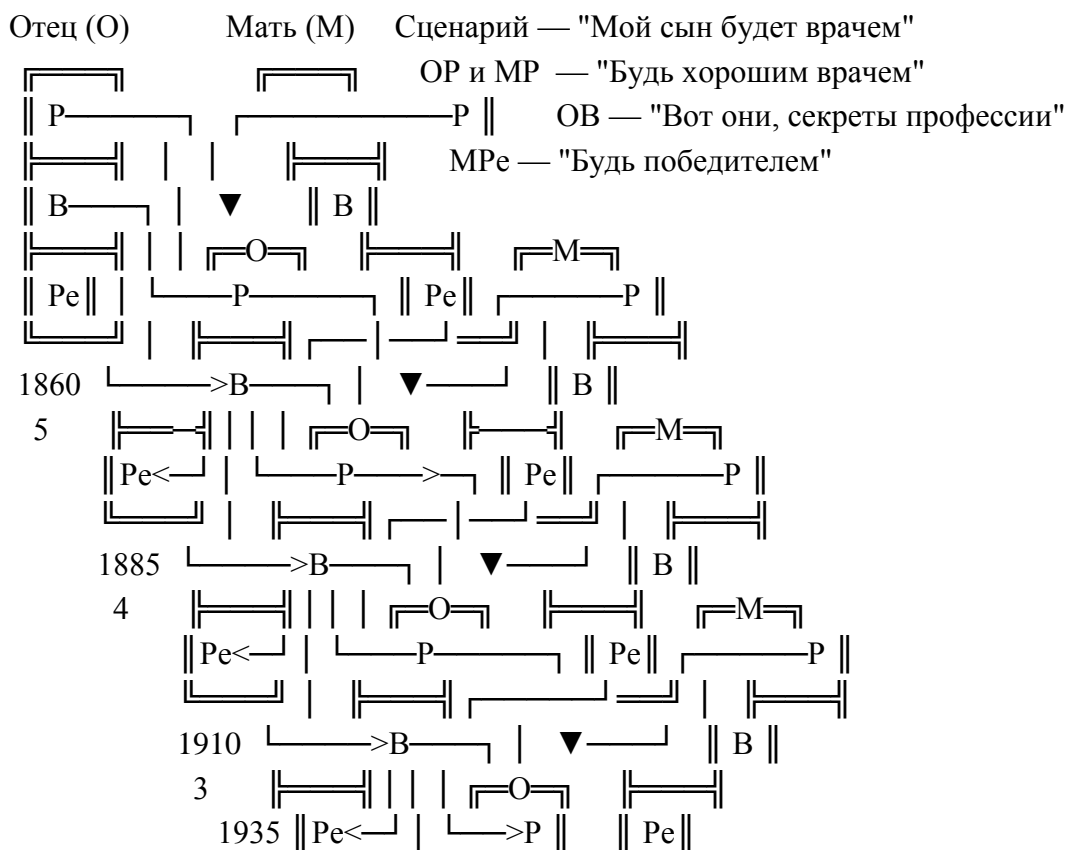 Отец (О) Мать (М) Сценарий — "Мой сын будет врачем"
ОР и МР — "Будь хорошим врачем"
Р Р ОВ — "Вот они, секреты профессии"
МРе — "Будь победителем"
В В
О М
Ре Р Ре Р
1860 >В В
5 О М
Ре< Р > Ре Р
1885 >В В
4 О М
Ре< Р Ре Р
1910 >В В
3 О
1935 Ре< >Р Ре